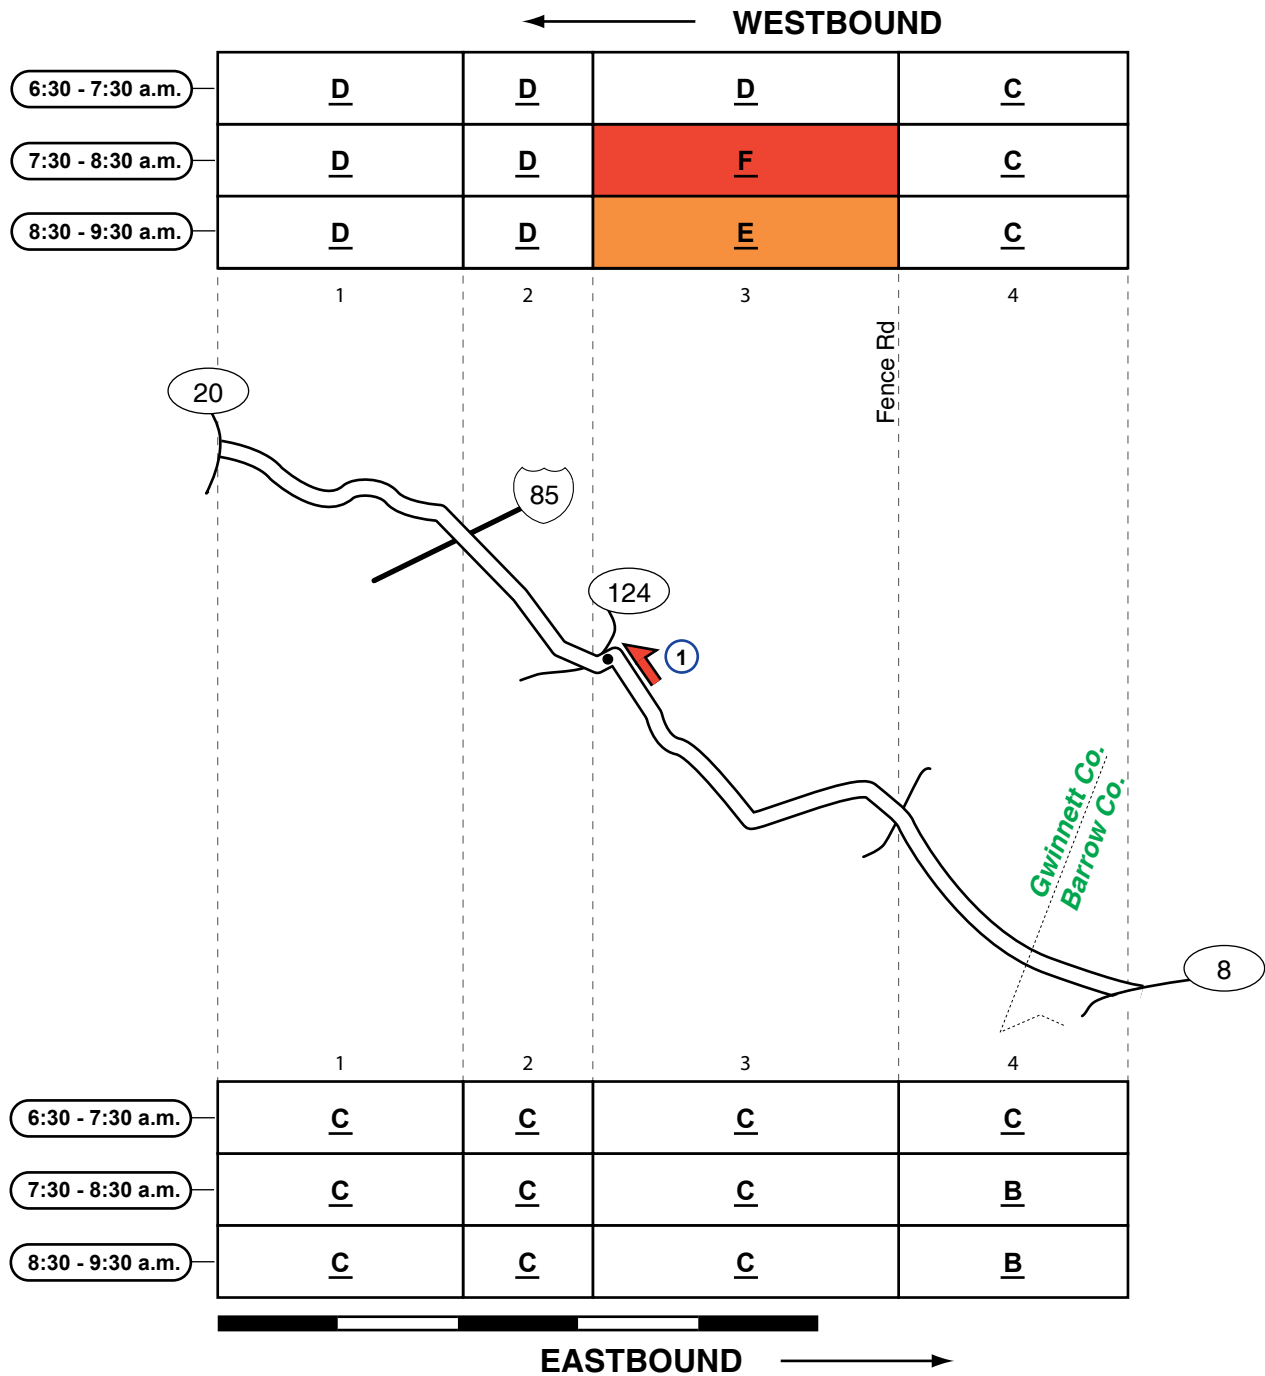 WESTBOUND
6:30 - 7:30 a.m. D D D C
7:30 - 8:30 a.m. D D F C
8:30 - 9:30 a.m. D D E C
1 2 3 4
Fence Rd
20
85
124
1
Gwinnett Co.
Barrow Co.
8
1 2 3 4
6:30 - 7:30 a.m. C C C C
7:30 - 8:30 a.m. C C C B
8:30 - 9:30 a.m. C C C B
EASTBOUND